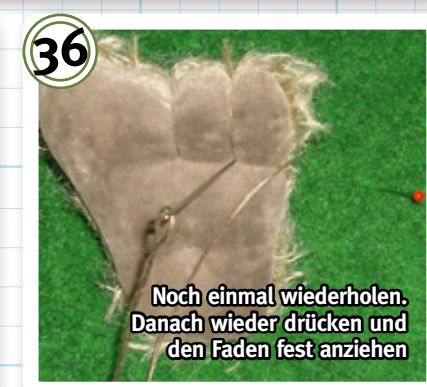 36
Noch einmal wiederholen.
Danach wieder drücken und
den Faden fest anziehen